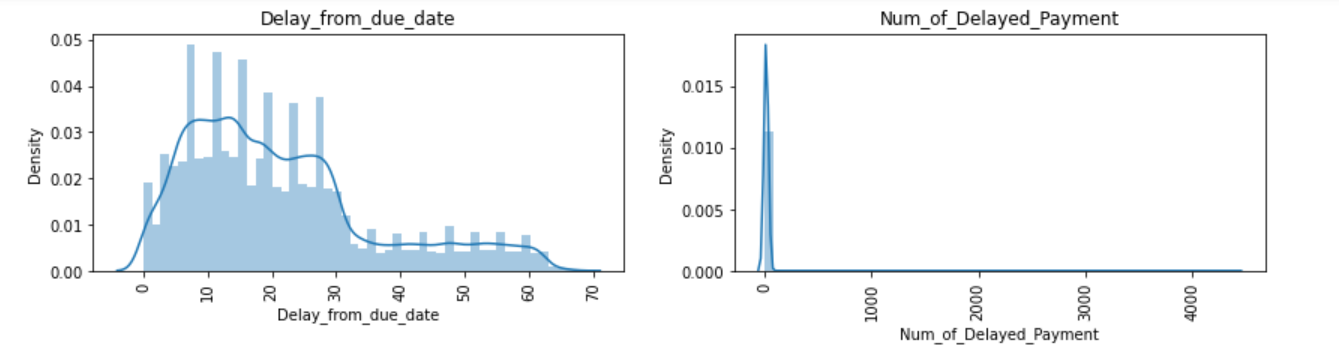 Delay_from_due_date
Density
0.05
0.04
0.03
0.02
0.01
0.00
0 10 20 30 40 50 60 70
Delay_from_due_date
Num_of_Delayed_Payment
Density
0.015
0.010
0.005
0.000
0 1000 2000 3000 4000
Num_of_Delayed_Payment